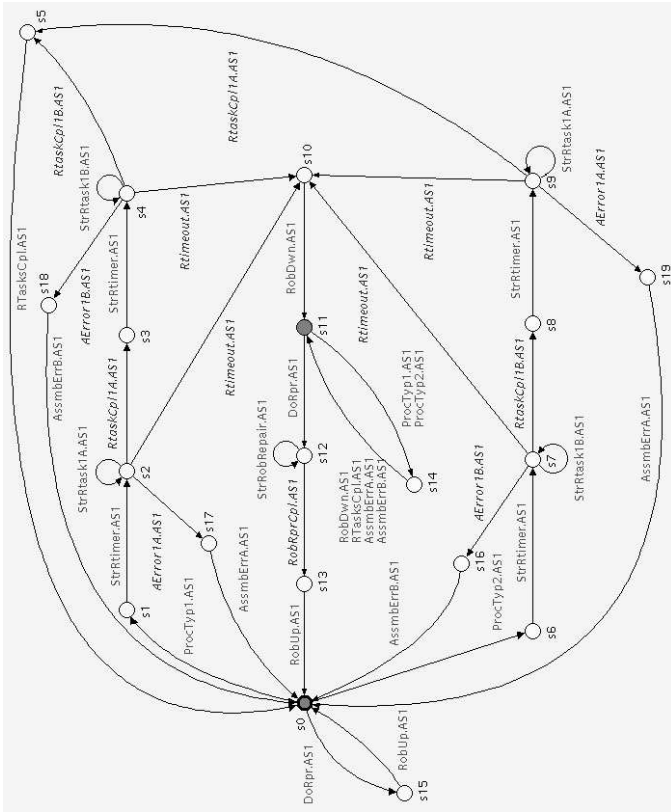 RTasksCpl.AS1
s5
s18
AssmbErrB.AS1
RtaskCpl1B.AS1
StrRtask1A.AS1
AError1B.AS1
StrRtask1B.AS1
StrRtimer.AS1
RtaskCpl1A.AS1
StrRtimer.AS1
s1
s2
s3
s4
AError1A.AS1
ProcTyp1.AS1
Rtimeout.AS1
s17
AssmbErrA.AS1
Rtimeout.AS1
RtaskCpl1A.AS1
StrRobRepair.AS1
RobUp.AS1
RobRprCpl.AS1
DoRpr.AS1
RobDwn.AS1
s0
DoRpr.AS1
s13
s12
s11
s10
RobDwn.AS1
RTasksCpl.AS1
AssmbErrA.AS1
AssmbErrB.AS1
Rtimeout.AS1
ProcTyp1.AS1
ProcTyp2.AS1
s15
RobUp.AS1
AssmbErrB.AS1
s14
Rtimeout.AS1
s16
AError1B.AS1
ProcTyp2.AS1
StrRtimer.AS1
RtaskCpl1B.AS1
StrRtimer.AS1
s6
s7
s8
s9
StrRtask1B.AS1
StrRtask1A.AS1
AError1A.AS1
AssmbErrA.AS1
s19